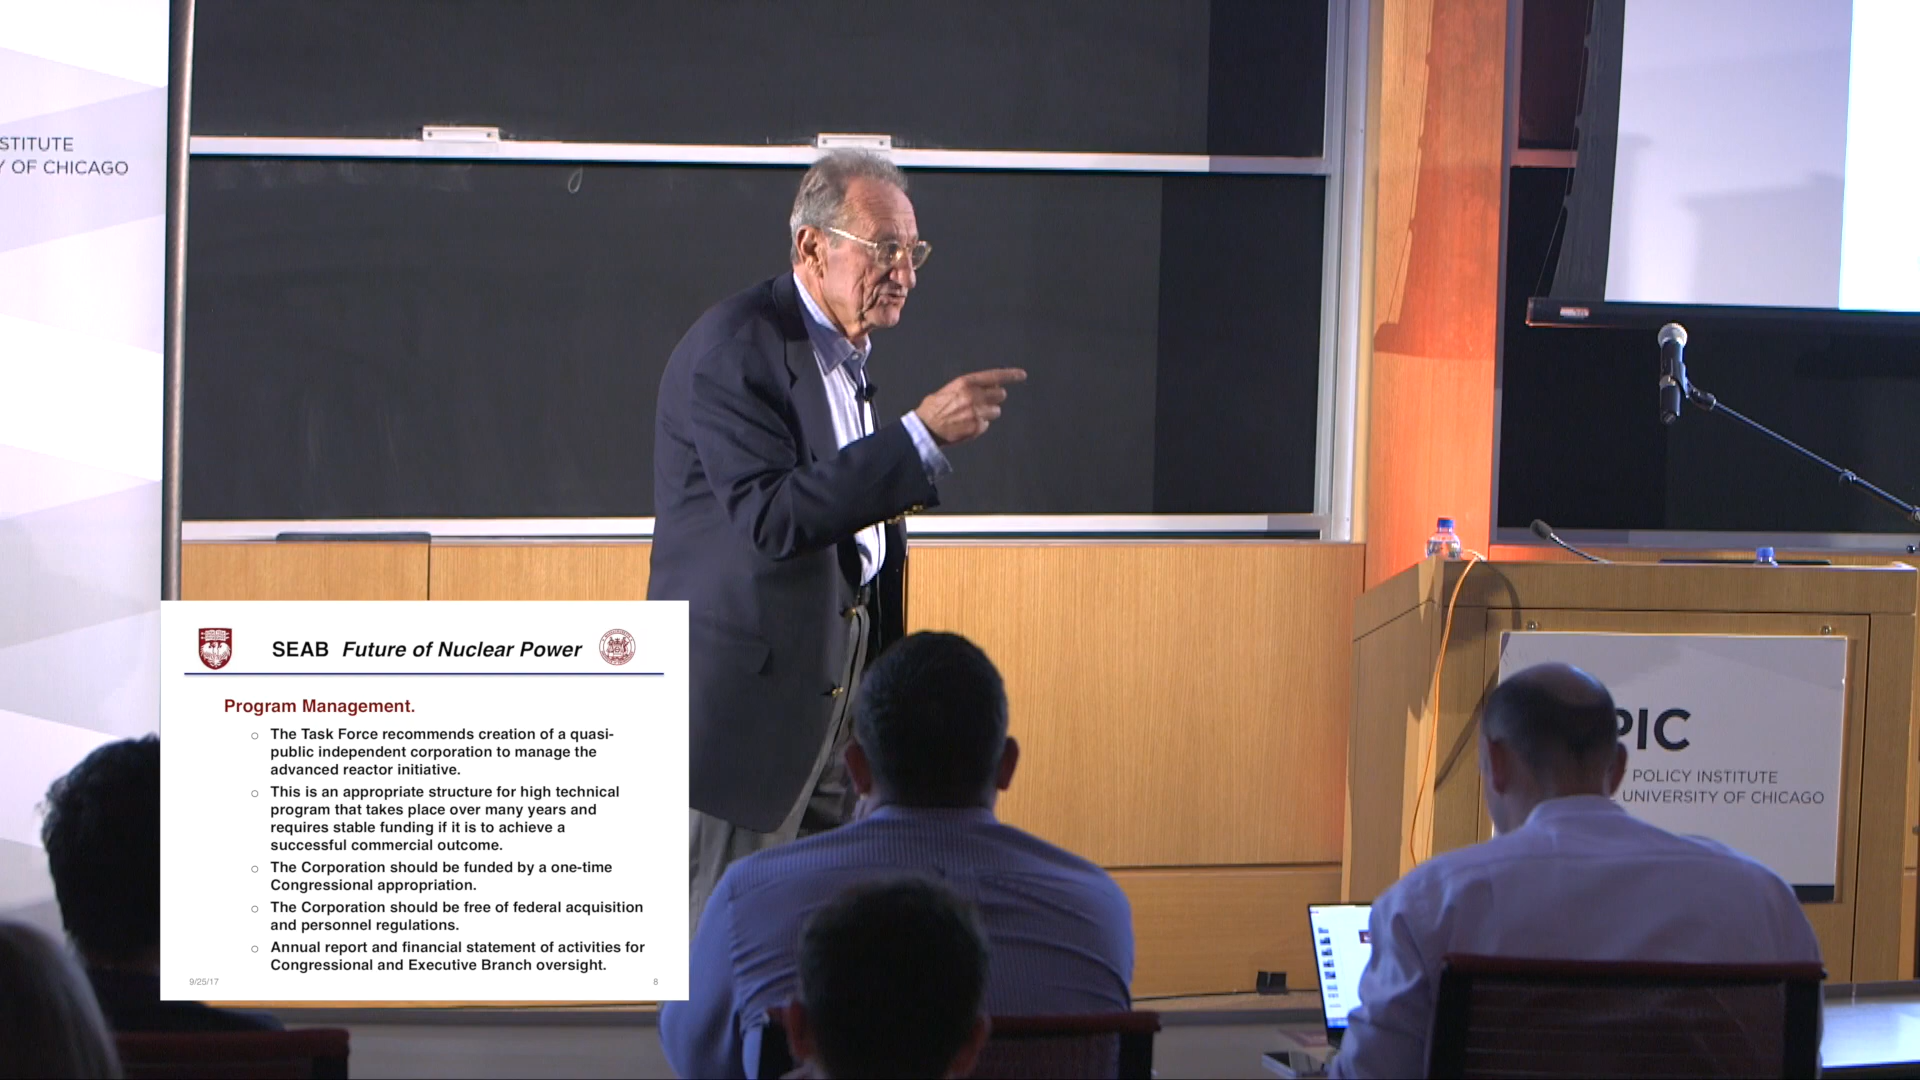 STITUTE
Y OF CHICAGO
SEAB Future of Nuclear Power
Program Management.
○ The Task Force recommends creation of a quasi-
public independent corporation to manage the
advanced reactor initiative.
○ This is an appropriate structure for high technical
program that takes place over many years and
requires stable funding if it is to achieve a
successful commercial outcome.
○ The Corporation should be funded by a one-time
Congressional appropriation.
○ The Corporation should be free of federal acquisition
and personnel regulations.
○ Annual report and financial statement of activities for
Congressional and Executive Branch oversight.
9/25/17
8
PIC
POLICY INSTITUTE
UNIVERSITY OF CHICAGO